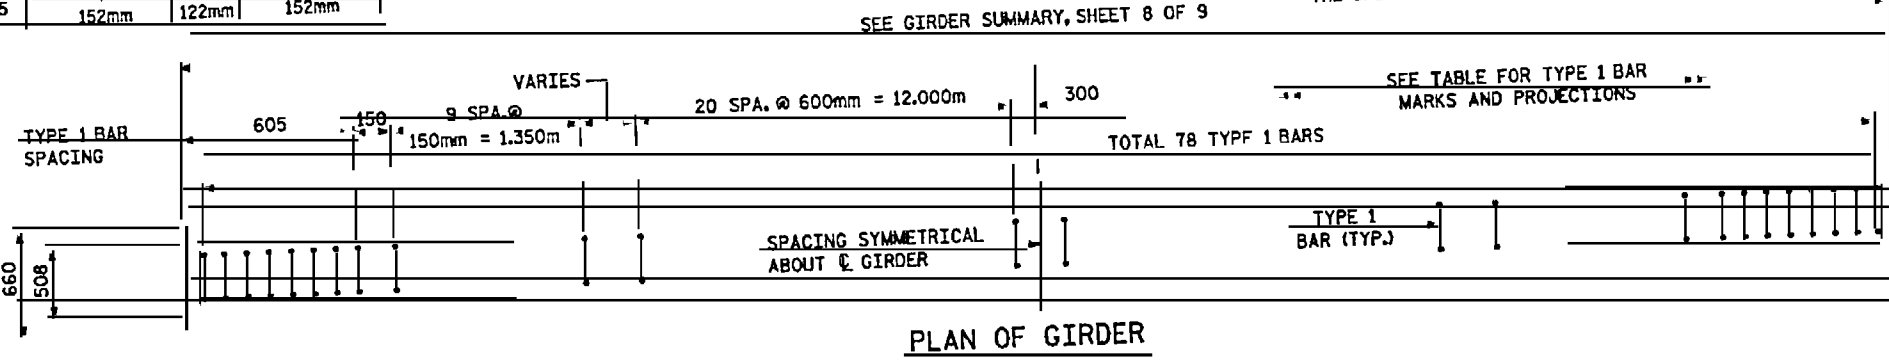 5
152mm
122mm
152mm
SEE GIRDER SUMMARY, SHEET 8 OF 9
VARIES
20 SPA. @ 600mm = 12.000m
300
SEE TABLE FOR TYPE 1 BAR
MARKS AND PROJECTIONS
TYPE 1 BAR
SPACING
605
150
9 SPA.@
150mm = 1.350m
TOTAL 78 TYPF 1 BARS
660
508
SPACING SYMMETRICAL
ABOUT ℄ GIRDER
TYPE 1
BAR (TYP.)
PLAN OF GIRDER